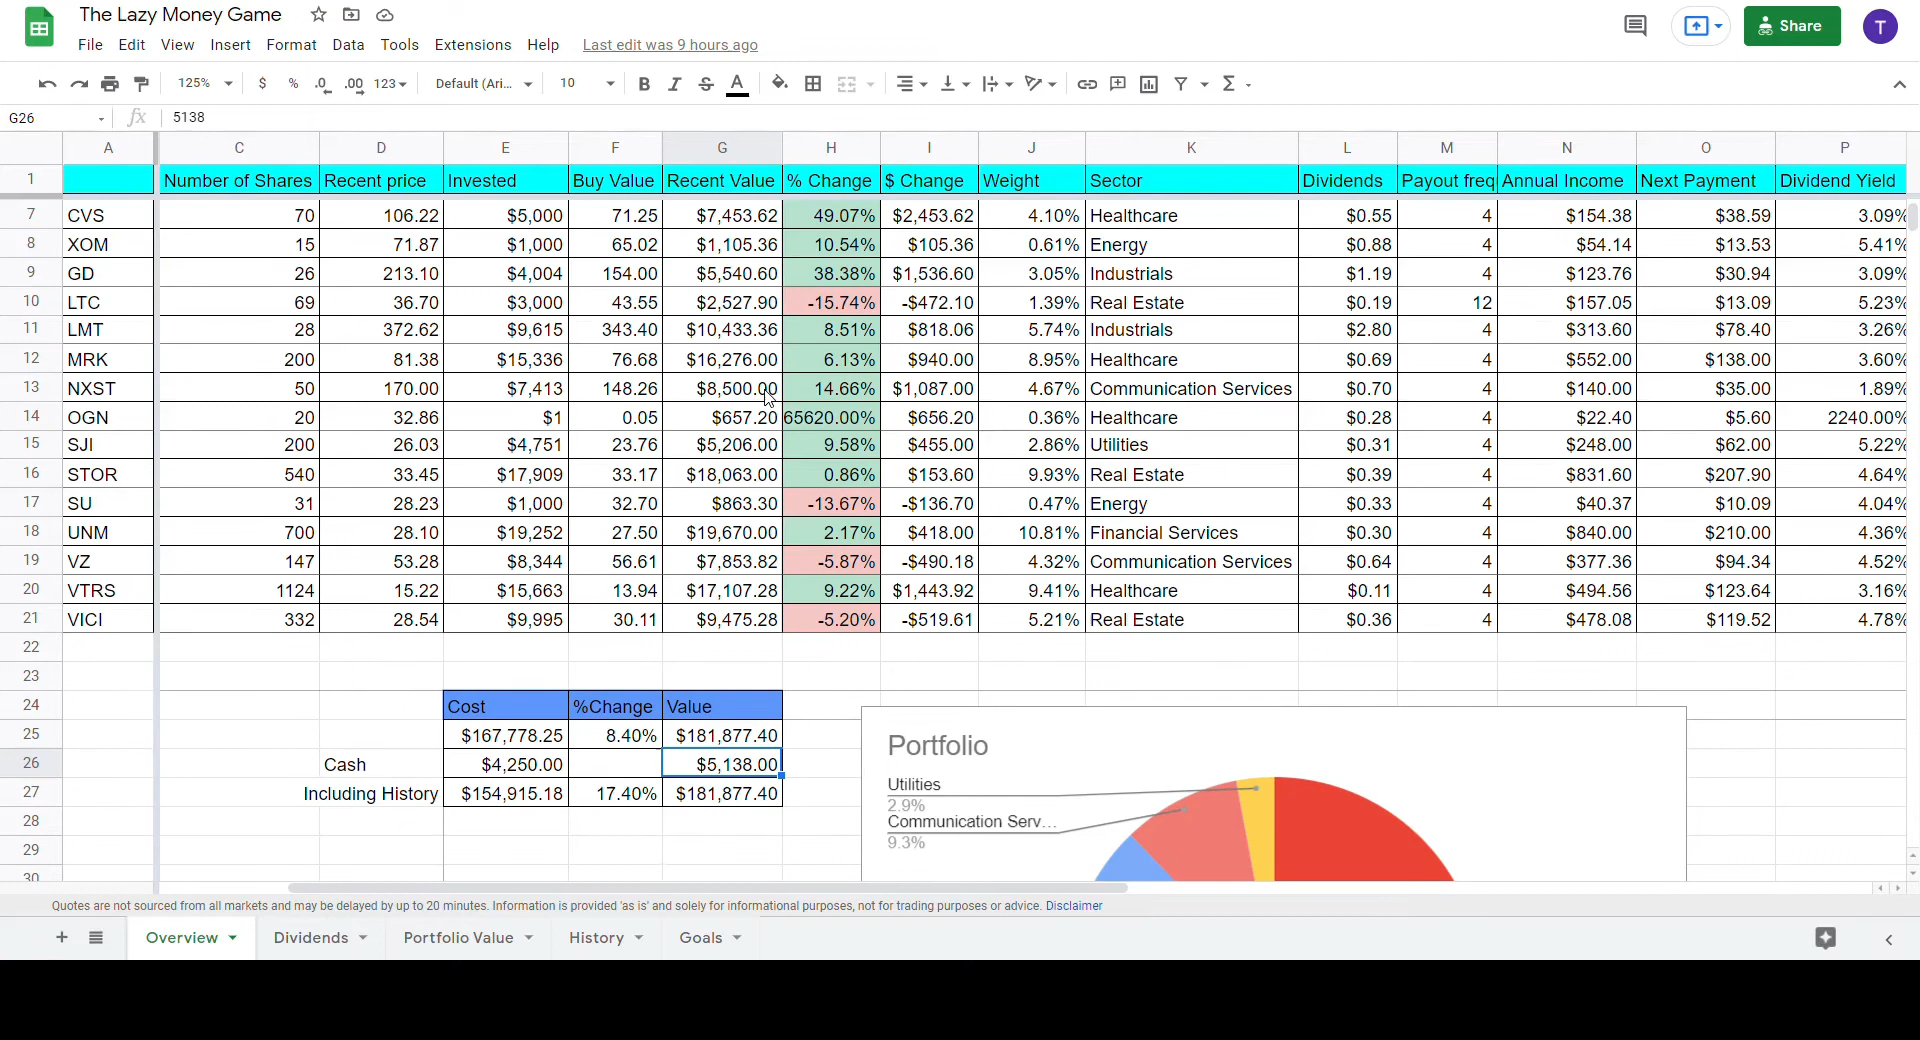 The Lazy Money Game
File Edit View Insert Format Data Tools Extensions Help Last edit was 9 hours ago
Share T
125% $ % .0 .00 123 Default (Ari... 10 B I S A
G26 fx 5138
A C D E F G H I J K L M N O P
1 Number of Shares Recent price Invested Buy Value Recent Value % Change $ Change Weight Sector Dividends Payout freq Annual Income Next Payment Dividend Yield
7 CVS 70 106.22 $5,000 71.25 $7,453.62 49.07% $2,453.62 4.10% Healthcare $0.55 4 $154.38 $38.59 3.09%
8 XOM 15 71.87 $1,000 65.02 $1,105.36 10.54% $105.36 0.61% Energy $0.88 4 $54.14 $13.53 5.41%
9 GD 26 213.10 $4,004 154.00 $5,540.60 38.38% $1,536.60 3.05% Industrials $1.19 4 $123.76 $30.94 3.09%
10 LTC 69 36.70 $3,000 43.55 $2,527.90 -15.74% -$472.10 1.39% Real Estate $0.19 12 $157.05 $13.09 5.23%
11 LMT 28 372.62 $9,615 343.40 $10,433.36 8.51% $818.06 5.74% Industrials $2.80 4 $313.60 $78.40 3.26%
12 MRK 200 81.38 $15,336 76.68 $16,276.00 6.13% $940.00 8.95% Healthcare $0.69 4 $552.00 $138.00 3.60%
13 NXST 50 170.00 $7,413 148.26 $8,500.00 14.66% $1,087.00 4.67% Communication Services $0.70 4 $140.00 $35.00 1.89%
14 OGN 20 32.86 $1 0.05 $657.20 65620.00% $656.20 0.36% Healthcare $0.28 4 $22.40 $5.60 2240.00%
15 SJI 200 26.03 $4,751 23.76 $5,206.00 9.58% $455.00 2.86% Utilities $0.31 4 $248.00 $62.00 5.22%
16 STOR 540 33.45 $17,909 33.17 $18,063.00 0.86% $153.60 9.93% Real Estate $0.39 4 $831.60 $207.90 4.64%
17 SU 31 28.23 $1,000 32.70 $863.30 -13.67% -$136.70 0.47% Energy $0.33 4 $40.37 $10.09 4.04%
18 UNM 700 28.10 $19,252 27.50 $19,670.00 2.17% $418.00 10.81% Financial Services $0.30 4 $840.00 $210.00 4.36%
19 VZ 147 53.28 $8,344 56.61 $7,853.82 -5.87% -$490.18 4.32% Communication Services $0.64 4 $377.36 $94.34 4.52%
20 VTRS 1124 15.22 $15,663 13.94 $17,107.28 9.22% $1,443.92 9.41% Healthcare $0.11 4 $494.56 $123.64 3.16%
21 VICI 332 28.54 $9,995 30.11 $9,475.28 -5.20% -$519.61 5.21% Real Estate $0.36 4 $478.08 $119.52 4.78%
22
23
24 Cost %Change Value
25 $167,778.25 8.40% $181,877.40
26 Cash $4,250.00 $5,138.00
27 Including History $154,915.18 17.40% $181,877.40
28
29
30
Portfolio
Utilities
2.9%
Communication Serv...
9.3%
Quotes are not sourced from all markets and may be delayed by up to 20 minutes. Information is provided 'as is' and solely for informational purposes, not for trading purposes or advice. Disclaimer
Overview Dividends Portfolio Value History Goals